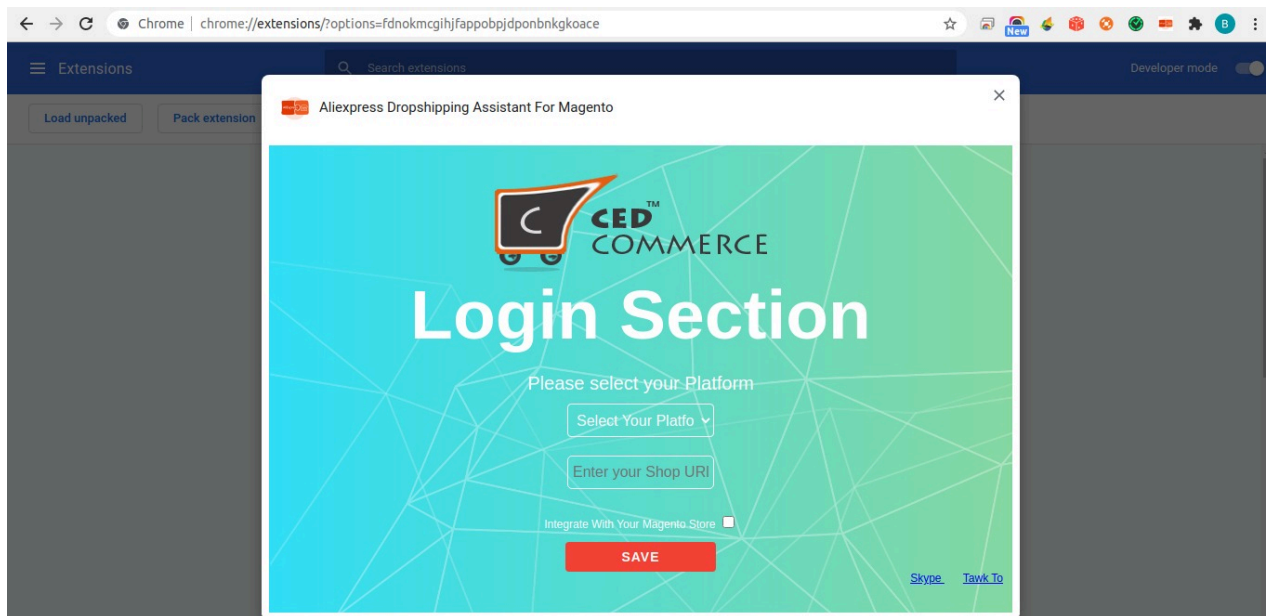 Chrome | chrome://extensions/?options=fdnokmcgihjfappobpjdponbnkgkoace
New
B
Extensions
Search extensions
Developer mode
Load unpacked
Pack extension
Aliexpress Dropshipping Assistant For Magento
C
CED™
COMMERCE
Login Section
Please select your Platform
Select Your Platfo
Enter your Shop URL
Integrate With Your Magento Store
SAVE
Skype
Tawk To